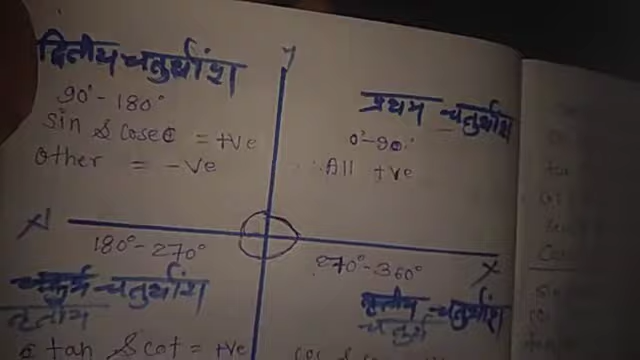 द्वितीय चतुर्थांश
90° - 180°
sin & cosec = +ve
other = -ve
y
प्रथम चतुर्थांश
0° - 90°
All +ve
X'
180° - 270°
चतुर्थ चतुर्थांश
तृतीय
tan & cot = +ve
270° - 360°
X
तृतीय चतुर्थांश
चतुर्थ